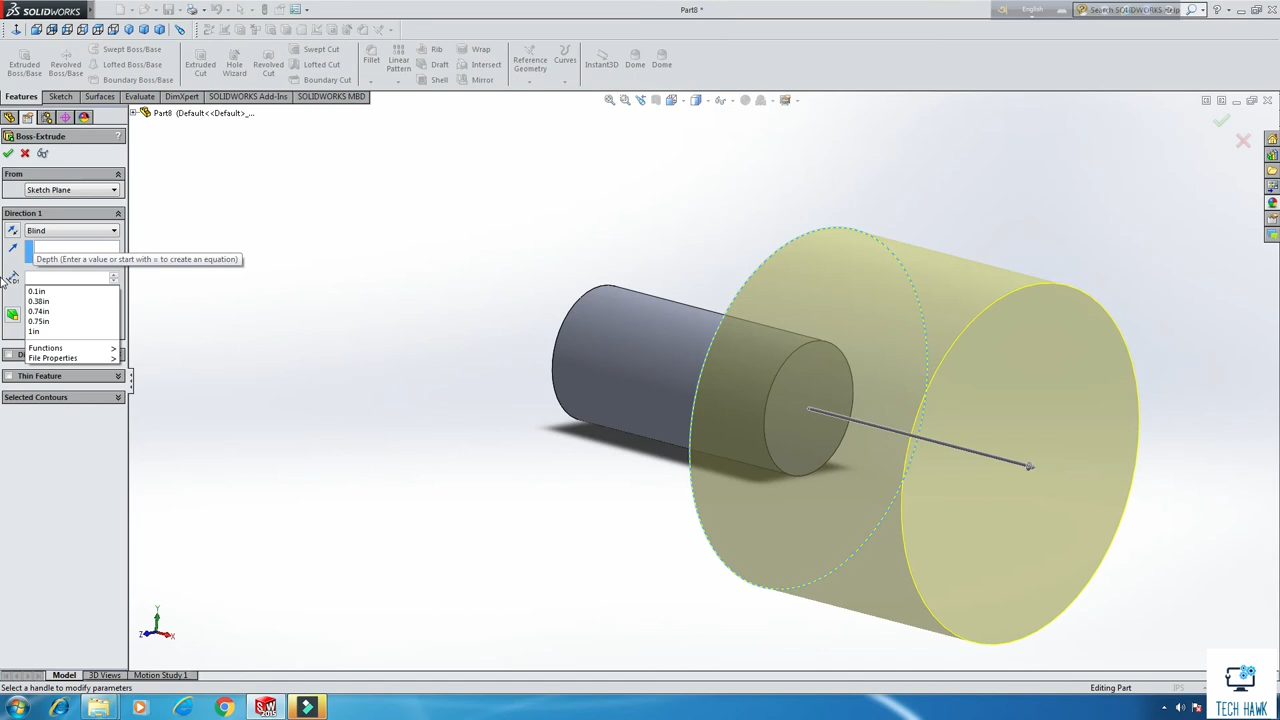 SOLIDWORKS
Part8 *
English
Search SOLIDWORKS Help
Extruded Boss/Base
Revolved Boss/Base
Swept Boss/Base
Lofted Boss/Base
Boundary Boss/Base
Extruded Cut
Hole Wizard
Revolved Cut
Swept Cut
Lofted Cut
Boundary Cut
Fillet
Linear Pattern
Rib
Draft
Shell
Wrap
Intersect
Mirror
Reference Geometry
Curves
Instant3D
Dome
Dome
Features
Sketch
Surfaces
Evaluate
DimXpert
SOLIDWORKS Add-Ins
SOLIDWORKS MBD
Part8 (Default<<Default>_...
Boss-Extrude
?
From
Sketch Plane
Direction 1
Blind
Depth (Enter a value or start with = to create an equation)
D1
0.1in
0.38in
0.74in
0.75in
1in
Functions >
File Properties >
Thin Feature
Selected Contours
Y
Z
X
Model
3D Views
Motion Study 1
Select a handle to modify parameters
Editing Part
IPS
SW
2015
TECH HAWK